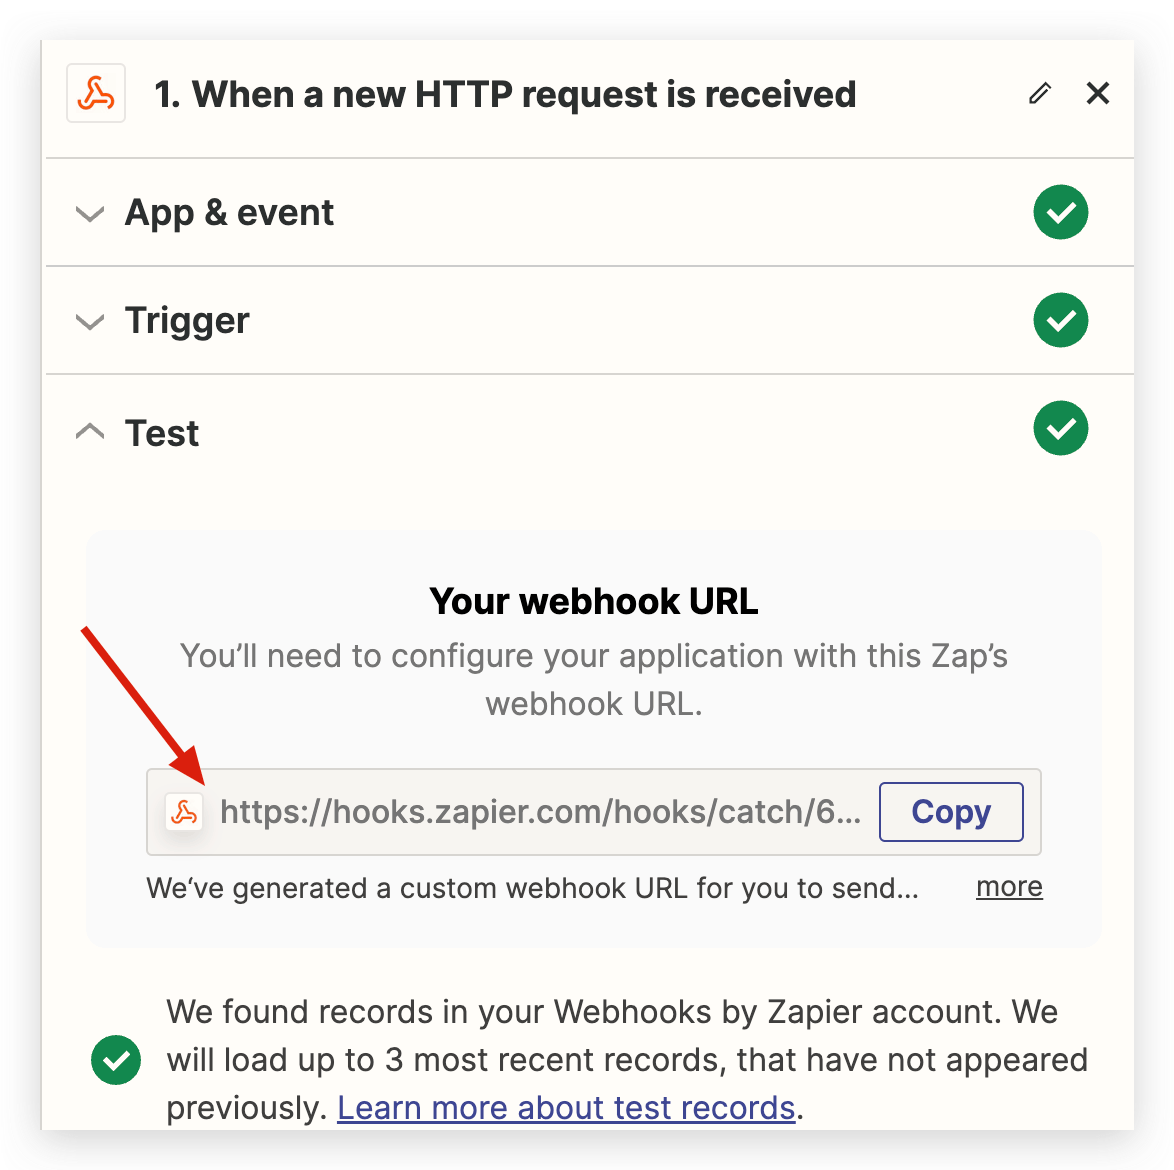 1. When a new HTTP request is received
App & event
Trigger
Test
Your webhook URL
You’ll need to configure your application with this Zap’s
webhook URL.
https://hooks.zapier.com/hooks/catch/6... Copy
We‘ve generated a custom webhook URL for you to send... more
We found records in your Webhooks by Zapier account. We
will load up to 3 most recent records, that have not appeared
previously. Learn more about test records.